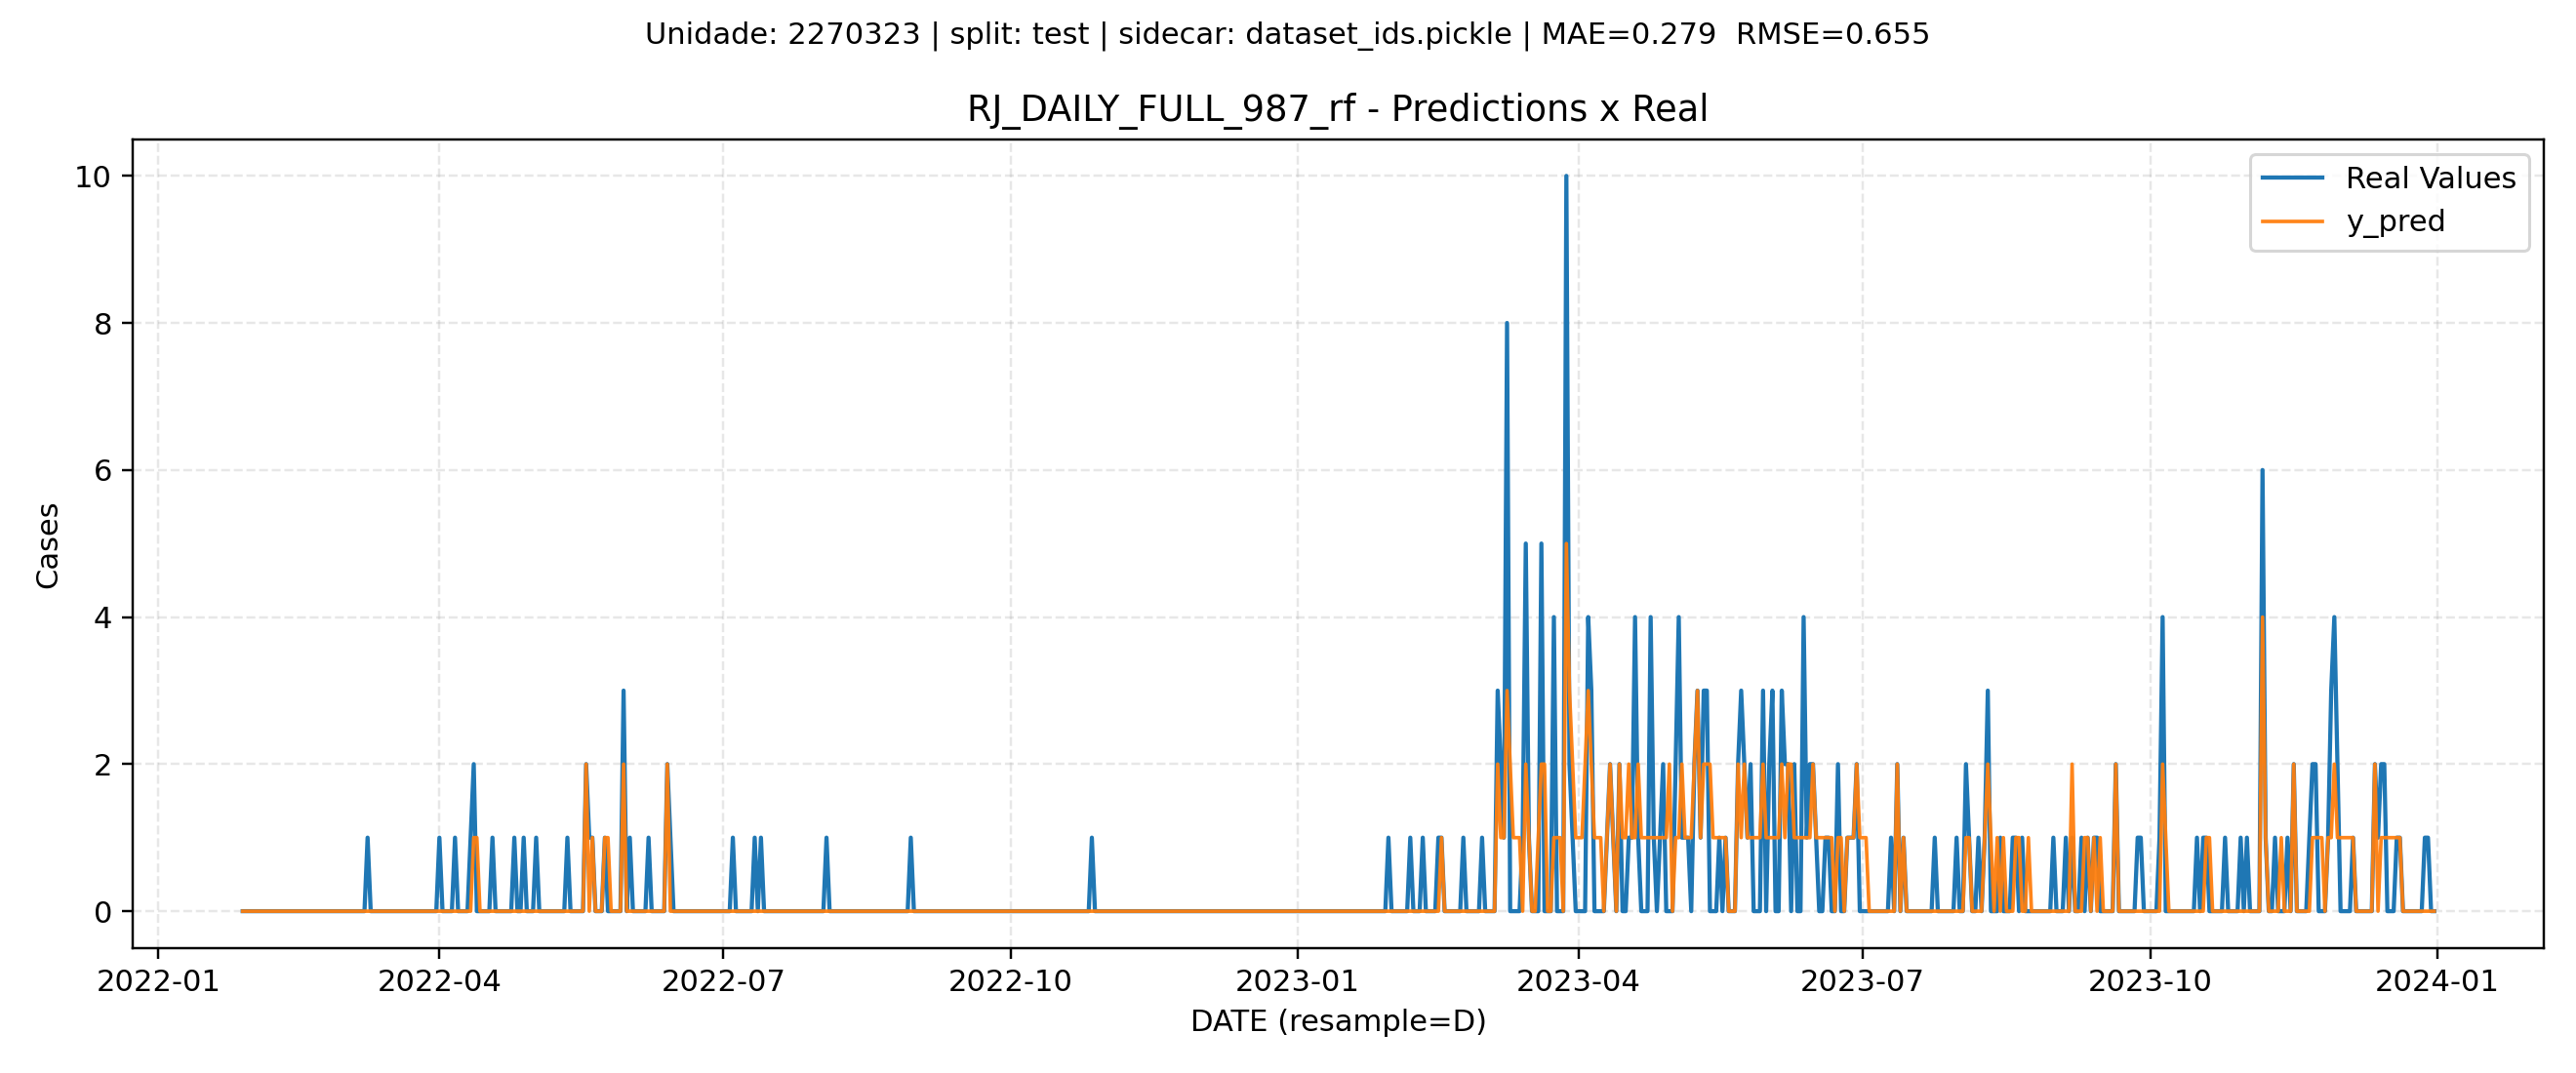 Unidade: 2270323 | split: test | sidecar: dataset_ids.pickle | MAE=0.279  RMSE=0.655
RJ_DAILY_FULL_987_rf - Predictions x Real
Real Values
y_pred
10
8
6
4
2
0
Cases
2022-01
2022-04
2022-07
2022-10
2023-01
2023-04
2023-07
2023-10
2024-01
DATE (resample=D)